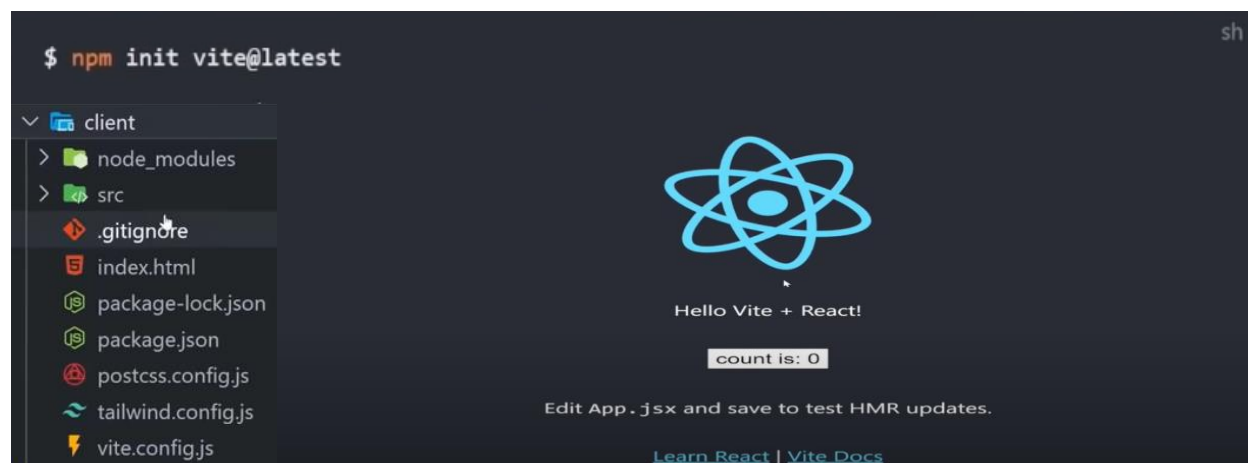 sh
$ npm init vite@latest
client
node_modules
src
.gitignore
index.html
package-lock.json
package.json
postcss.config.js
tailwind.config.js
vite.config.js
Hello Vite + React!
count is: 0
Edit App.jsx and save to test HMR updates.
Learn React | Vite Docs